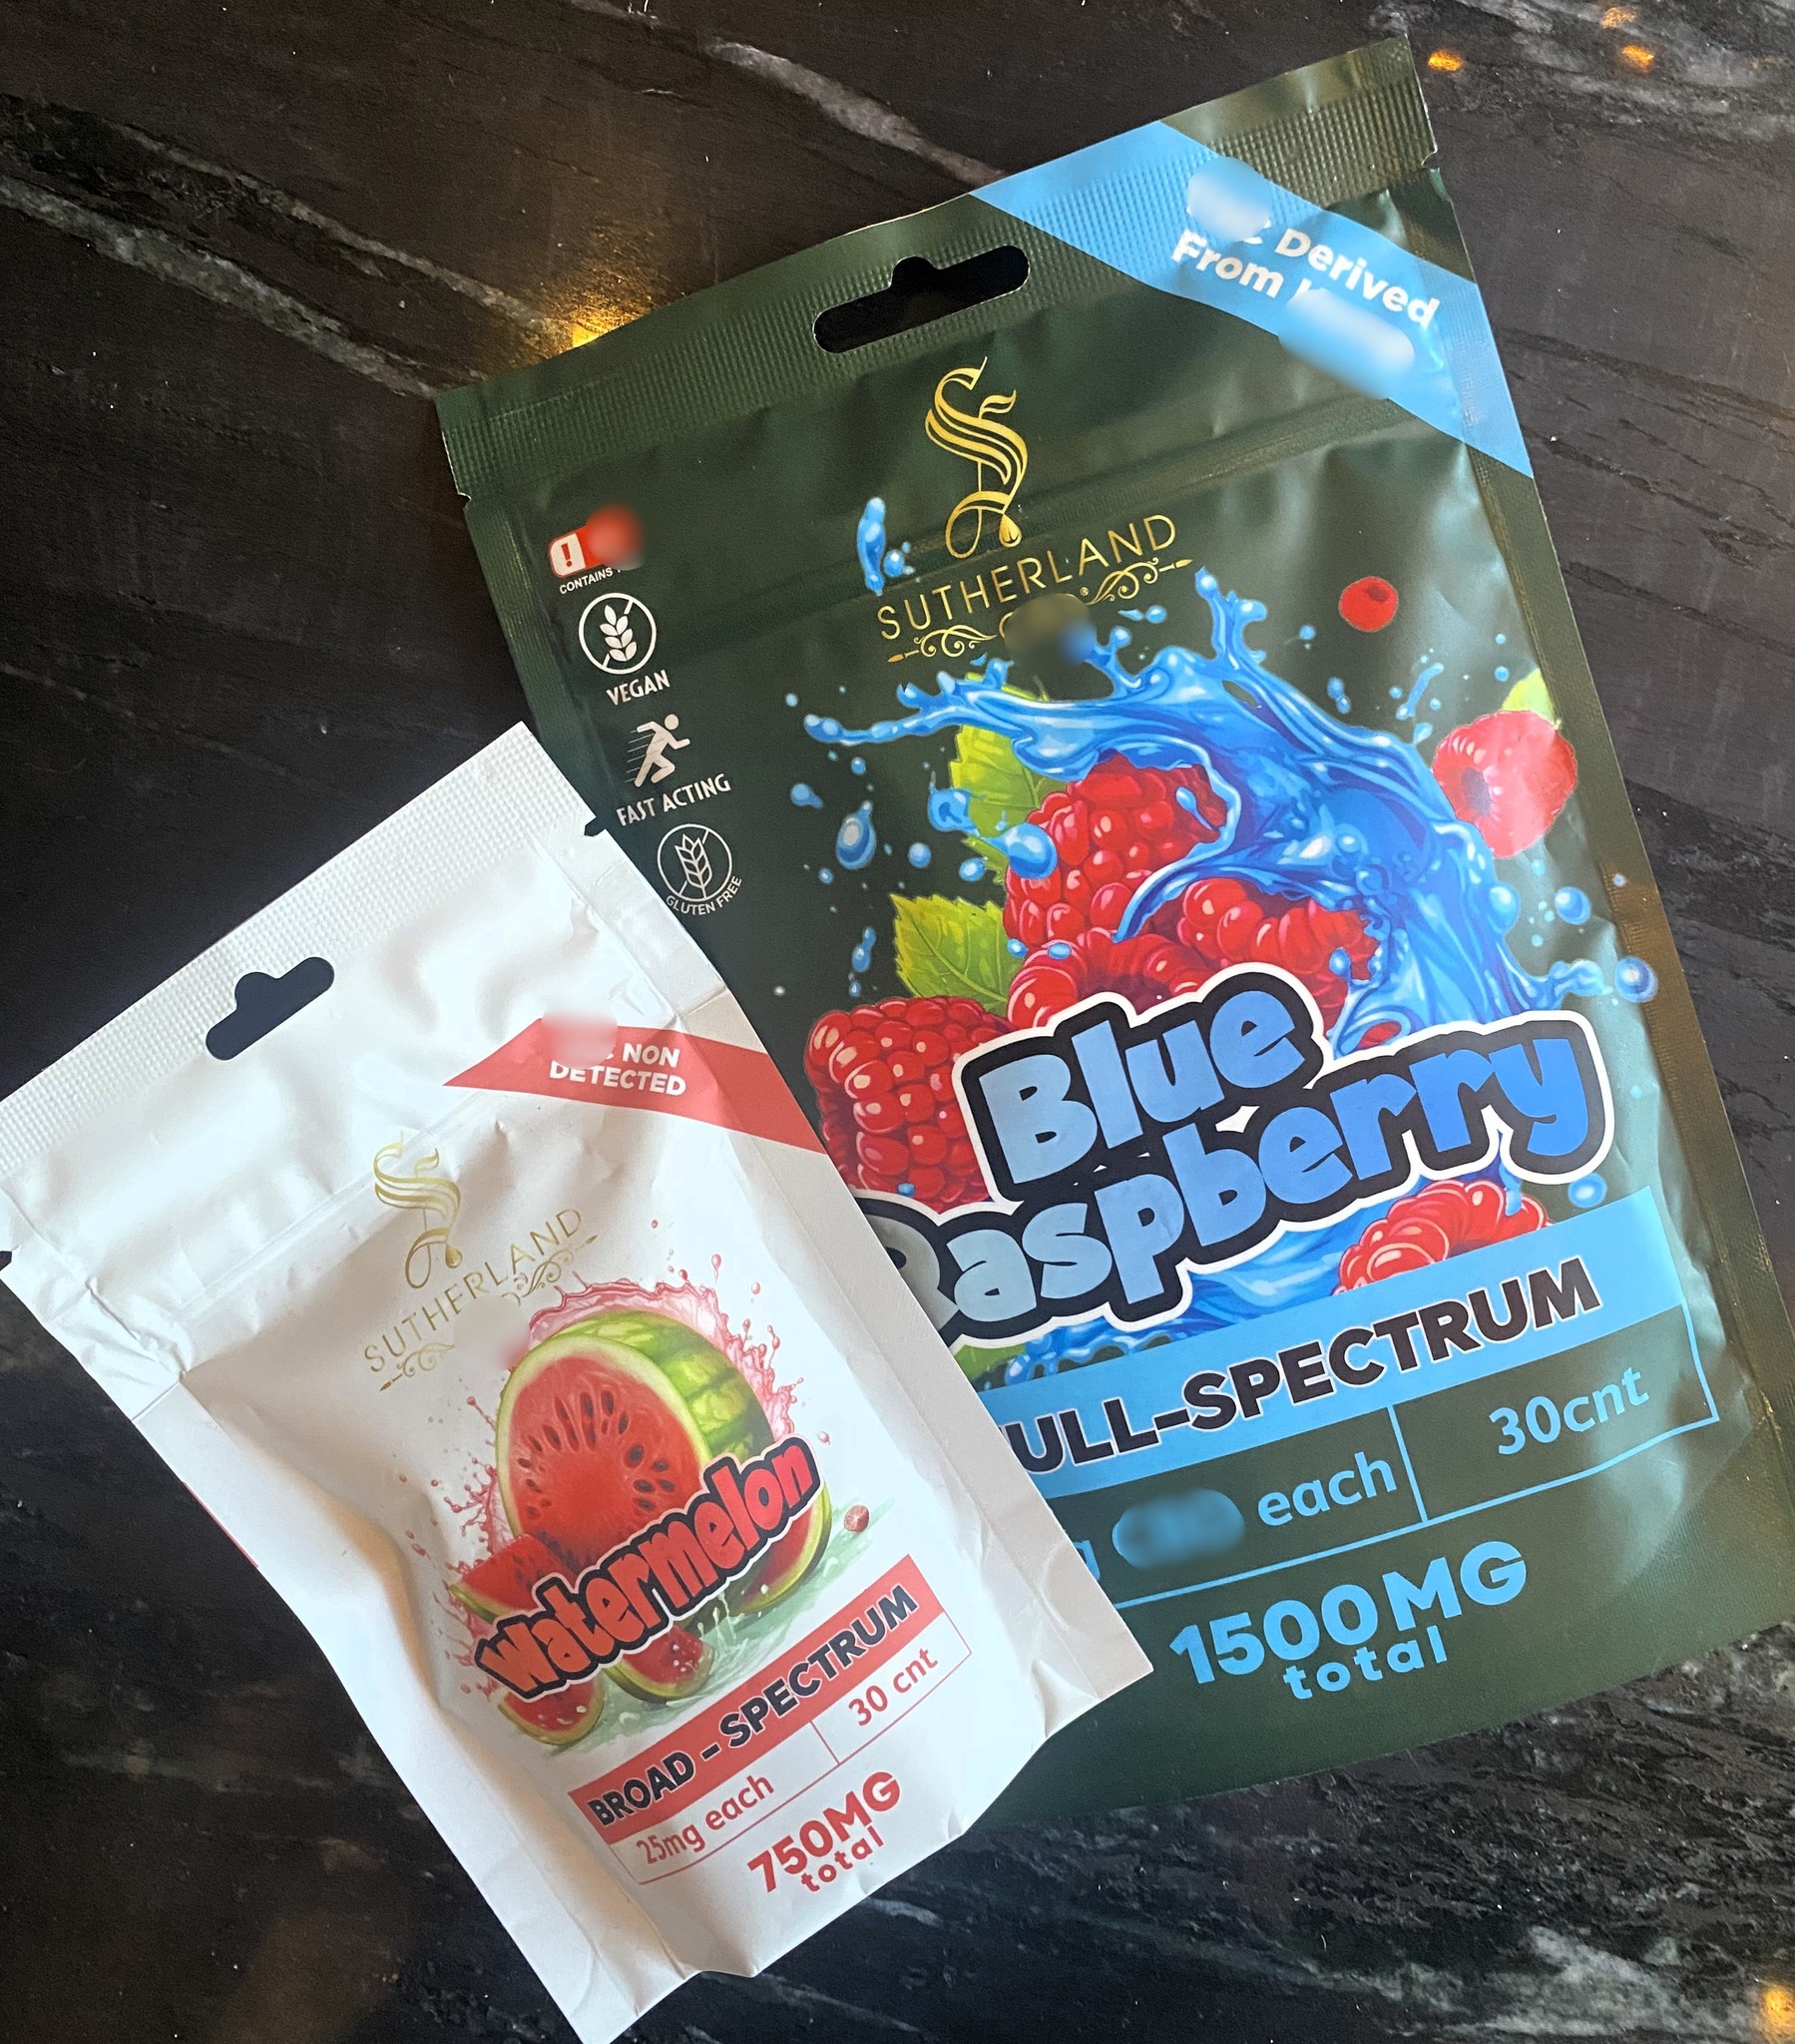 Derived
From
SUTHERLAND
CONTAINS
VEGAN
FAST ACTING
GLUTEN FREE
Blue
Raspberry
ULL-SPECTRUM
each
30cnt
1500MG
total
NON
DETECTED
SUTHERLAND
Watermelon
BROAD - SPECTRUM
25mg each
30 cnt
750MG
total